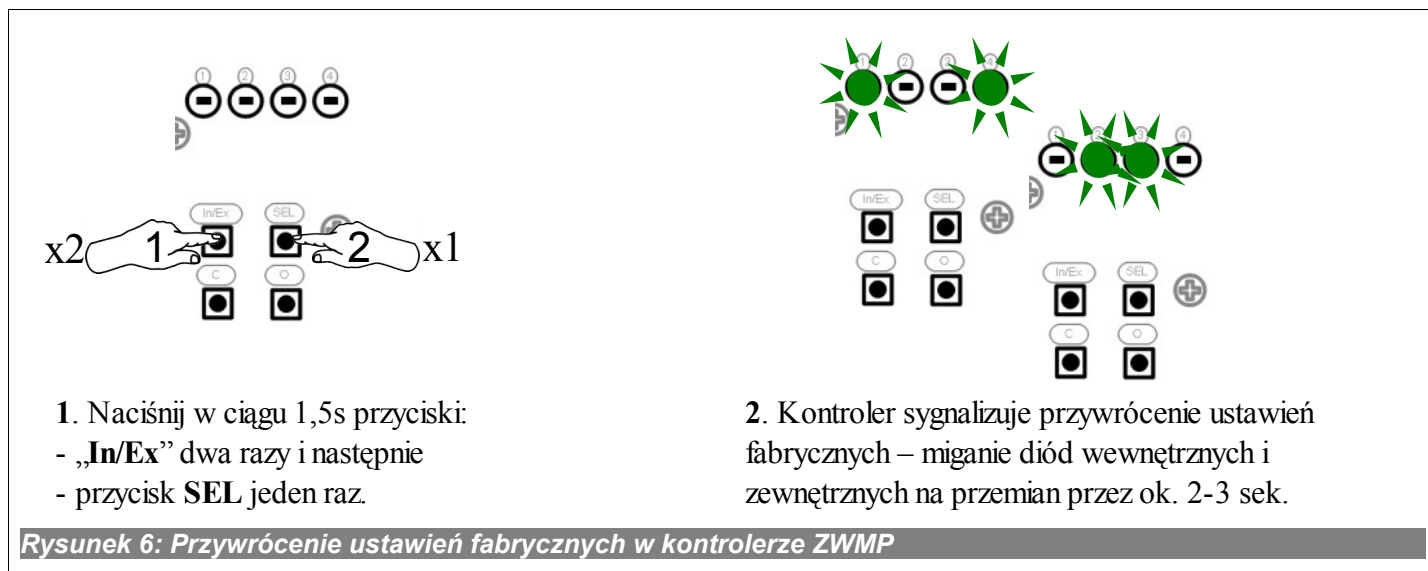 1 2 3 4
In/Ex SEL
x2 1 2 x1
C O
1. Naciśnij w ciągu 1,5s przyciski:
- „In/Ex” dwa razy i następnie
- przycisk SEL jeden raz.
1 2 3 4
In/Ex SEL
C O
1 2 3 4
In/Ex SEL
C O
2. Kontroler sygnalizuje przywrócenie ustawień
fabrycznych – miganie diód wewnętrznych i
zewnętrznych na przemian przez ok. 2-3 sek.
Rysunek 6: Przywrócenie ustawień fabrycznych w kontrolerze ZWMP